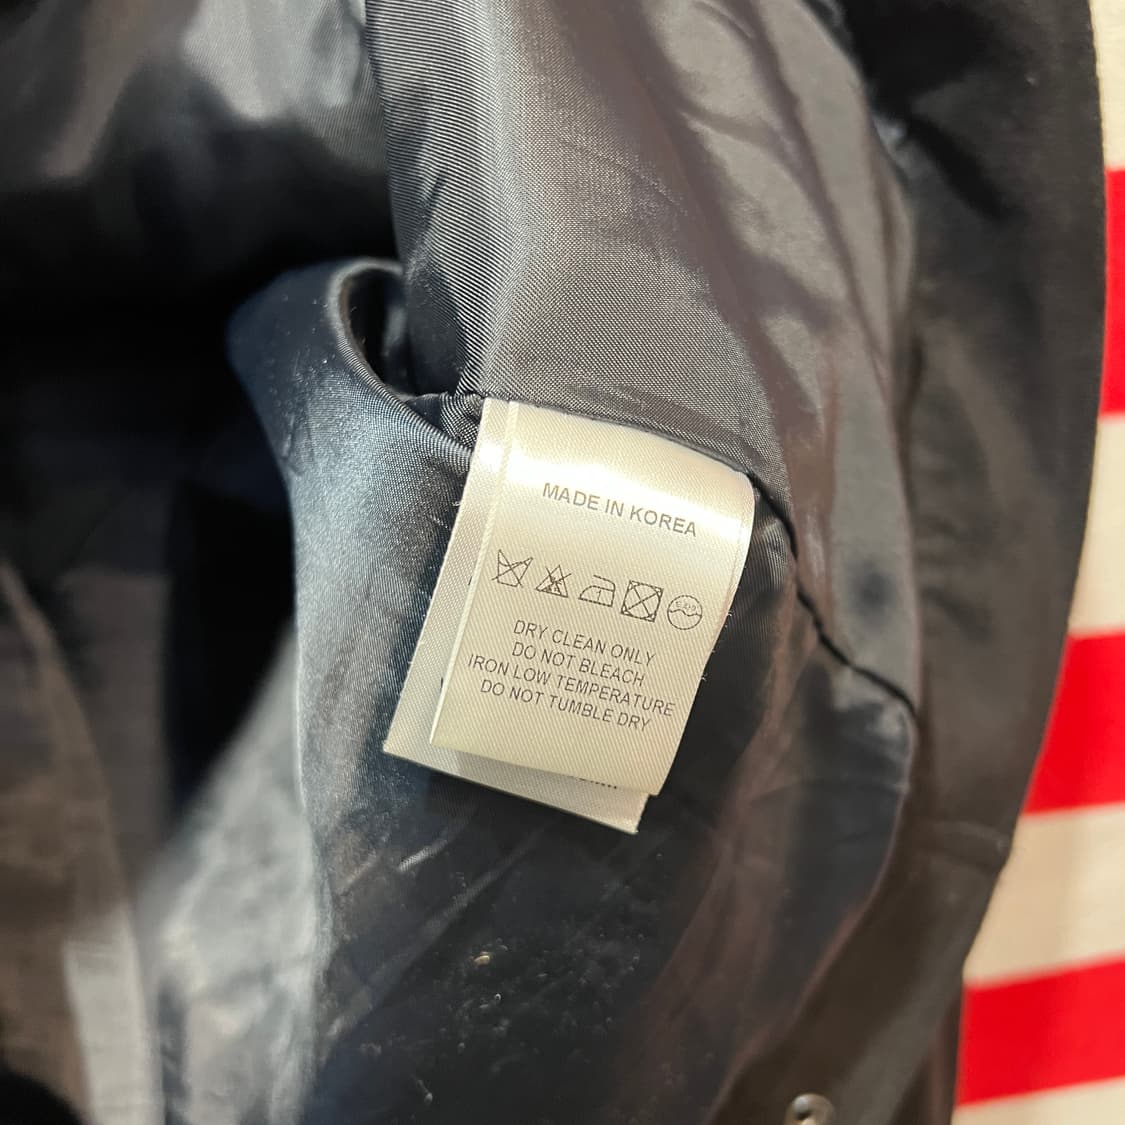 MADE IN KOREA
DRY CLEAN ONLY
DO NOT BLEACH
IRON LOW TEMPERATURE
DO NOT TUMBLE DRY